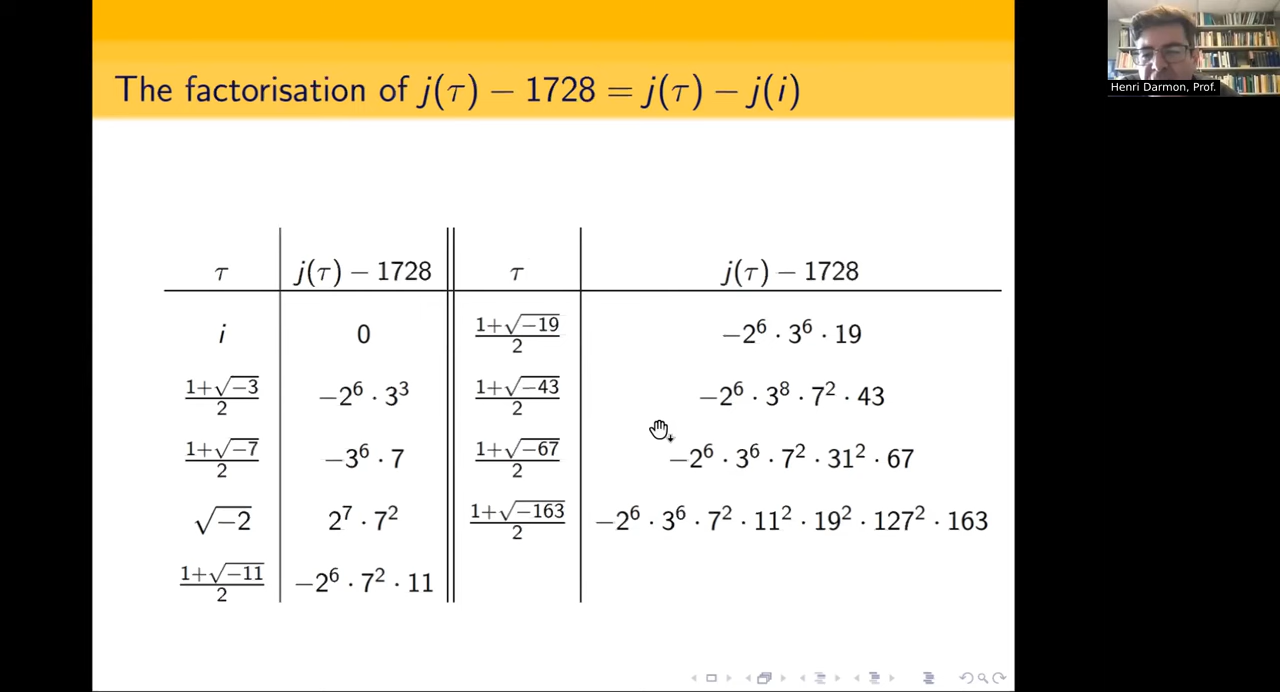 The factorisation of j(τ) − 1728 = j(τ) − j(i)
Henri Darmon, Prof.
τ | j(τ) − 1728 | τ | j(τ) − 1728
i | 0 | (1+√−19)/2 | −2⁶ · 3⁶ · 19
(1+√−3)/2 | −2⁶ · 3³ | (1+√−43)/2 | −2⁶ · 3⁸ · 7² · 43
(1+√−7)/2 | −3⁶ · 7 | (1+√−67)/2 | −2⁶ · 3⁶ · 7² · 31² · 67
√−2 | 2⁷ · 7² | (1+√−163)/2 | −2⁶ · 3⁶ · 7² · 11² · 19² · 127² · 163
(1+√−11)/2 | −2⁶ · 7² · 11